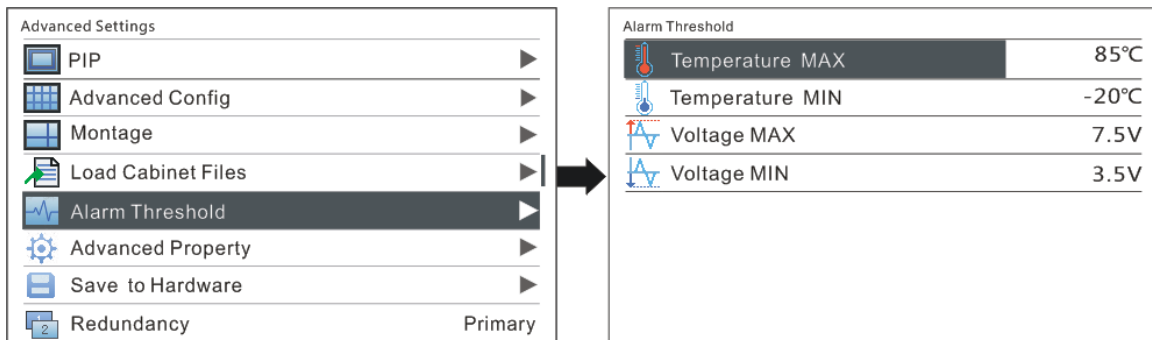 Advanced Settings
PIP
Advanced Config
Montage
Load Cabinet Files
Alarm Threshold
Advanced Property
Save to Hardware
2
Redundancy Primary
Alarm Threshold
Temperature MAX 85℃
Temperature MIN -20℃
Voltage MAX 7.5V
Voltage MIN 3.5V